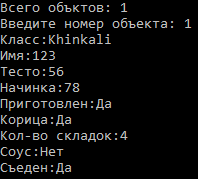 Всего обьктов: 1
Введите номер объекта: 1
Класс:Khinkali
Имя:123
Тесто:56
Начинка:78
Приготовлен:Да
Корица:Да
Кол-во складок:4
Соус:Нет
Съеден:Да